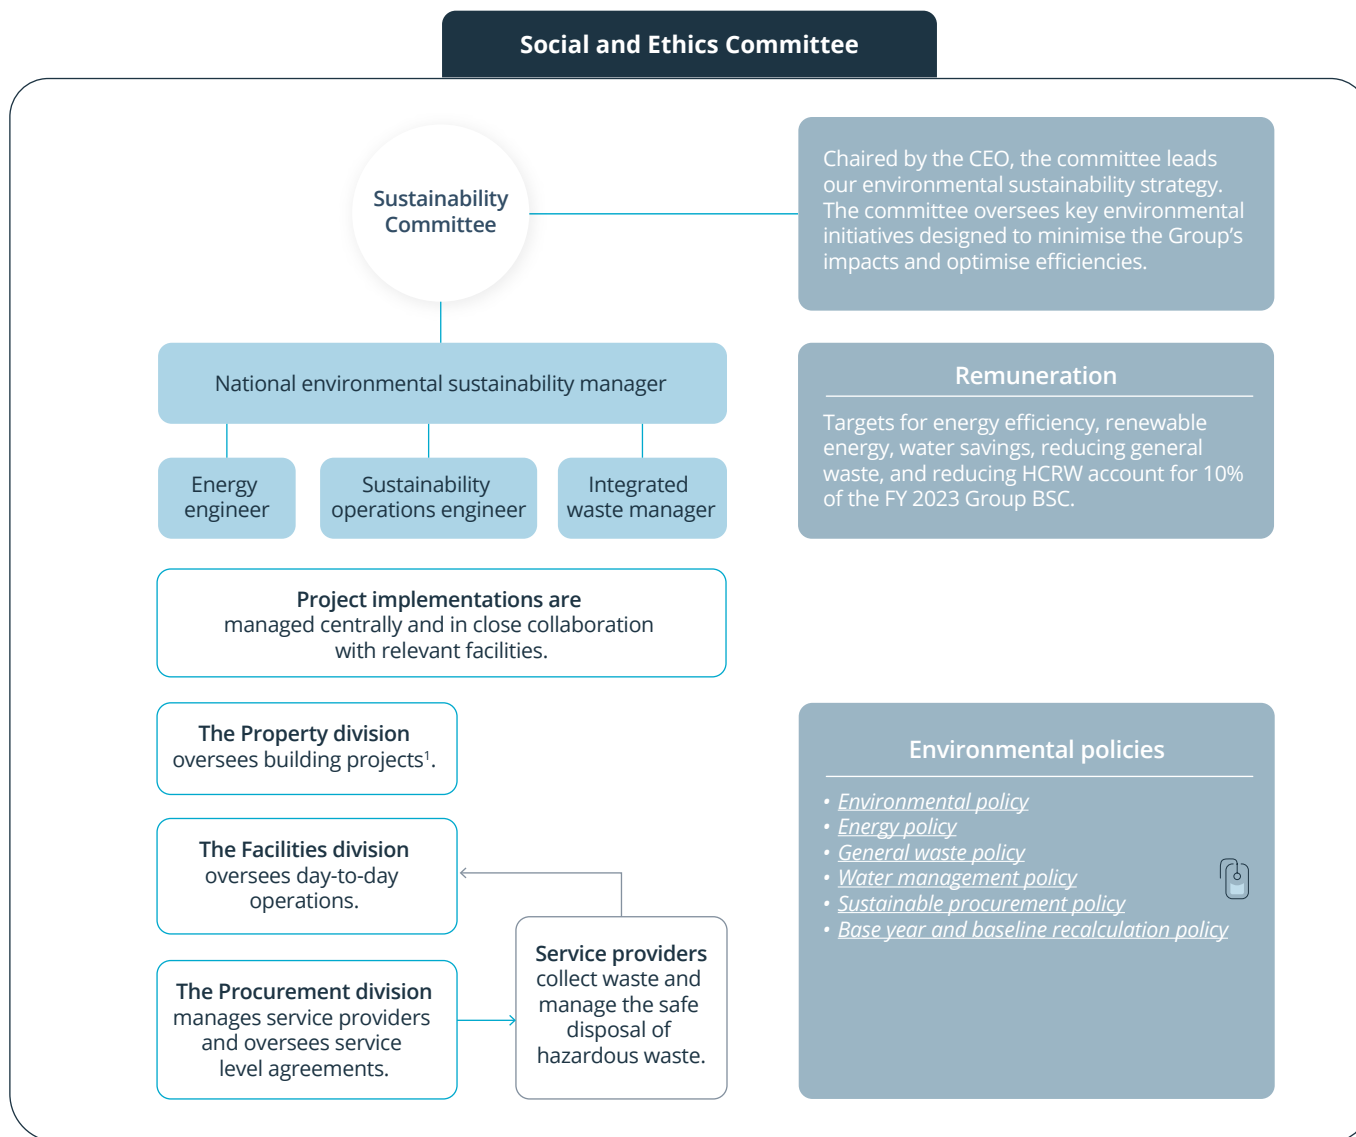 Social and Ethics Committee
Sustainability
Committee
Chaired by the CEO, the committee leads
our environmental sustainability strategy.
The committee oversees key environmental
initiatives designed to minimise the Group’s
impacts and optimise efficiencies.
National environmental sustainability manager
Energy
engineer
Sustainability
operations engineer
Integrated
waste manager
Remuneration
Targets for energy efficiency, renewable
energy, water savings, reducing general
waste, and reducing HCRW account for 10%
of the FY 2023 Group BSC.
Project implementations are
managed centrally and in close collaboration
with relevant facilities.
The Property division
oversees building projects¹.
The Facilities division
oversees day-to-day
operations.
The Procurement division
manages service providers
and oversees service
level agreements.
Service providers
collect waste and
manage the safe
disposal of
hazardous waste.
Environmental policies
• Environmental policy
• Energy policy
• General waste policy
• Water management policy
• Sustainable procurement policy
• Base year and baseline recalculation policy